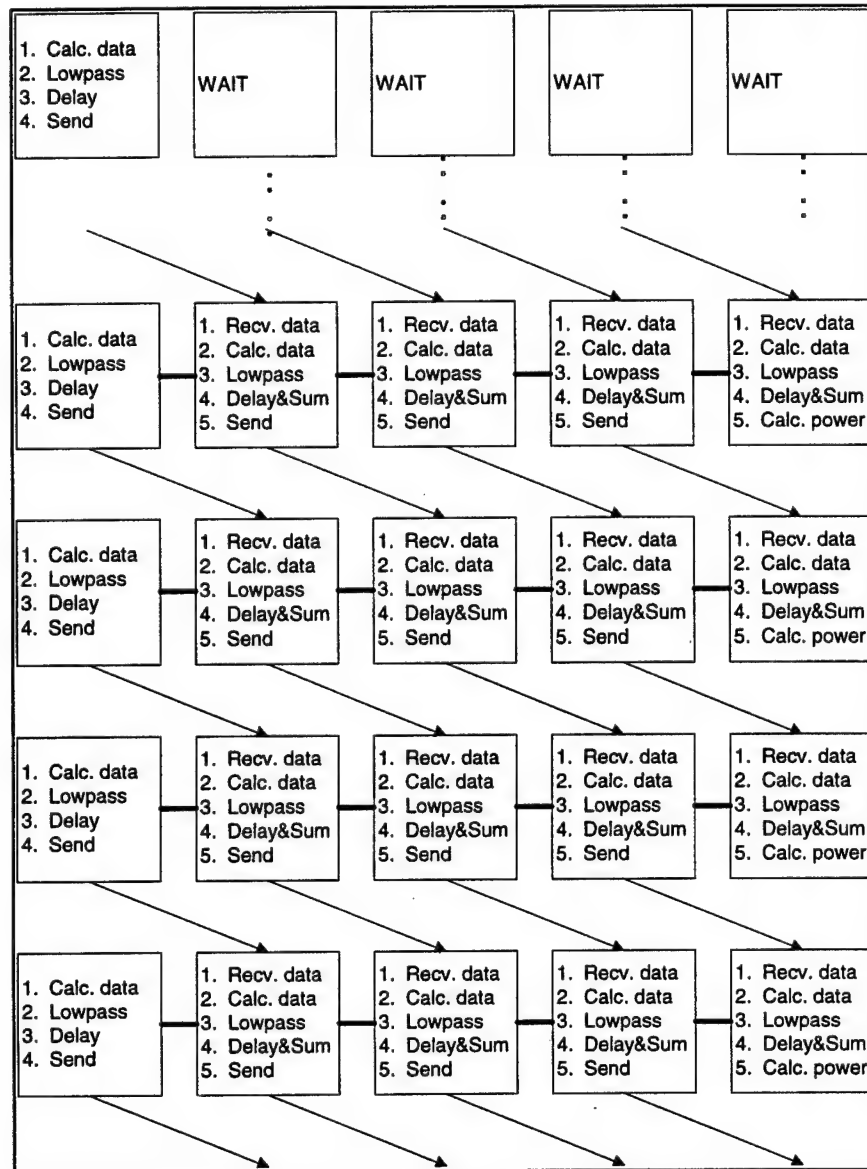 1. Calc. data
2. Lowpass
3. Delay
4. Send
WAIT
WAIT
WAIT
WAIT
1. Calc. data
2. Lowpass
3. Delay
4. Send
1. Recv. data
2. Calc. data
3. Lowpass
4. Delay&Sum
5. Send
1. Recv. data
2. Calc. data
3. Lowpass
4. Delay&Sum
5. Send
1. Recv. data
2. Calc. data
3. Lowpass
4. Delay&Sum
5. Send
1. Recv. data
2. Calc. data
3. Lowpass
4. Delay&Sum
5. Calc. power
1. Calc. data
2. Lowpass
3. Delay
4. Send
1. Recv. data
2. Calc. data
3. Lowpass
4. Delay&Sum
5. Send
1. Recv. data
2. Calc. data
3. Lowpass
4. Delay&Sum
5. Send
1. Recv. data
2. Calc. data
3. Lowpass
4. Delay&Sum
5. Send
1. Recv. data
2. Calc. data
3. Lowpass
4. Delay&Sum
5. Calc. power
1. Calc. data
2. Lowpass
3. Delay
4. Send
1. Recv. data
2. Calc. data
3. Lowpass
4. Delay&Sum
5. Send
1. Recv. data
2. Calc. data
3. Lowpass
4. Delay&Sum
5. Send
1. Recv. data
2. Calc. data
3. Lowpass
4. Delay&Sum
5. Send
1. Recv. data
2. Calc. data
3. Lowpass
4. Delay&Sum
5. Calc. power
1. Calc. data
2. Lowpass
3. Delay
4. Send
1. Recv. data
2. Calc. data
3. Lowpass
4. Delay&Sum
5. Send
1. Recv. data
2. Calc. data
3. Lowpass
4. Delay&Sum
5. Send
1. Recv. data
2. Calc. data
3. Lowpass
4. Delay&Sum
5. Send
1. Recv. data
2. Calc. data
3. Lowpass
4. Delay&Sum
5. Calc. power